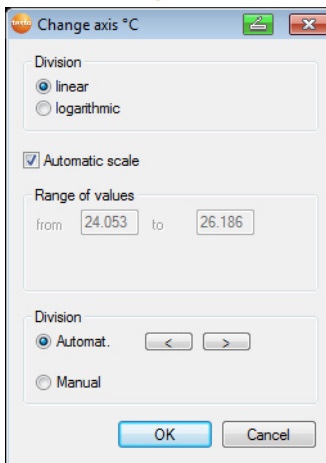 testo Change axis °C
Division
linear
logarithmic
Automatic scale
Range of values
from 24.053 to 26.186
Division
Automat. < >
Manual
OK Cancel